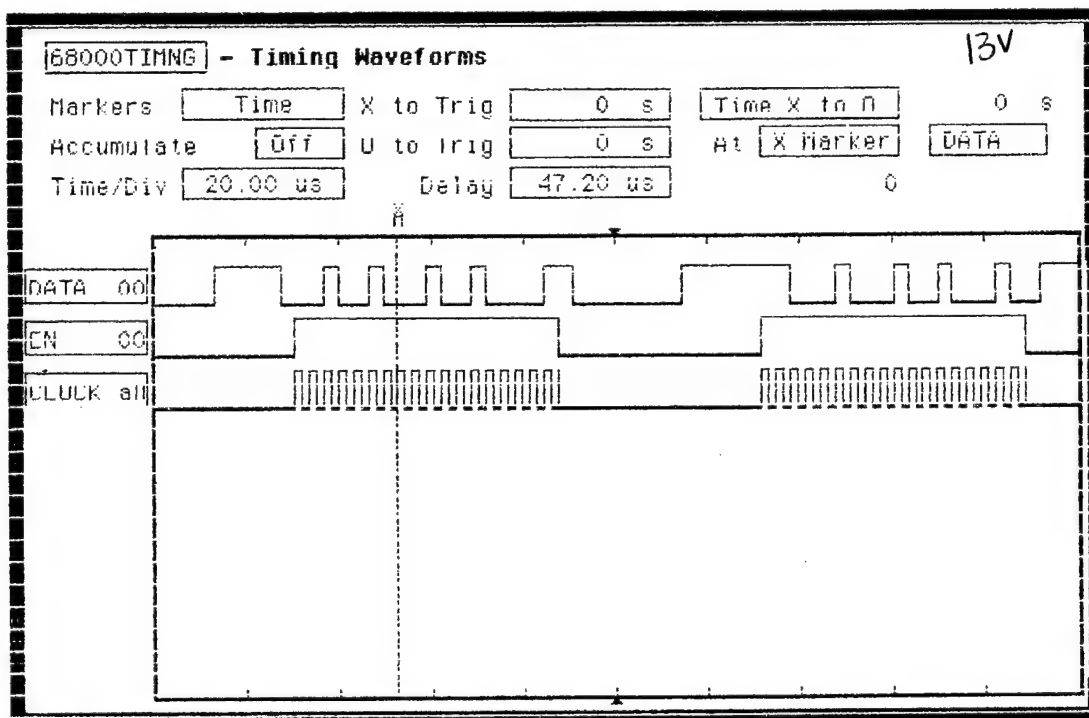 13V
68000TIMNG - Timing Waveforms
Markers Time X to Trig 0 s Time X to O 0 s
Accumulate Off O to Trig 0 s At X Marker DATA
Time/Div 20.00 us Delay 47.20 us 0
X
DATA 00
EN 00
CLOCK all